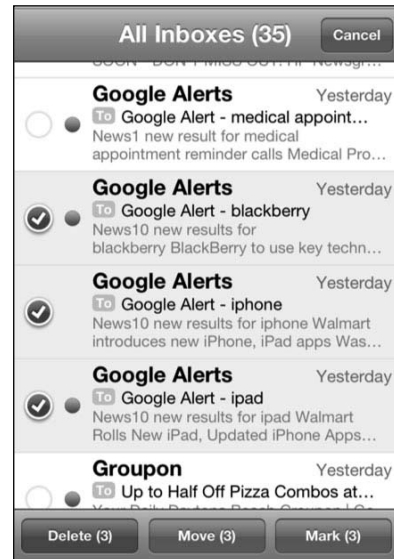 All Inboxes (35)
Cancel
Google Alerts
Yesterday
To Google Alert - medical appoint...
News1 new result for medical
appointment reminder calls Medical Pro...
Google Alerts
Yesterday
To Google Alert - blackberry
News10 new results for
blackberry BlackBerry to use key techn...
Google Alerts
Yesterday
To Google Alert - iphone
News10 new results for iphone Walmart
introduces new iPhone, iPad apps Was...
Google Alerts
Yesterday
To Google Alert - ipad
News10 new results for ipad Walmart
Rolls New iPad, Updated iPhone Apps...
Groupon
Yesterday
To Up to Half Off Pizza Combos at...
Delete (3)
Move (3)
Mark (3)